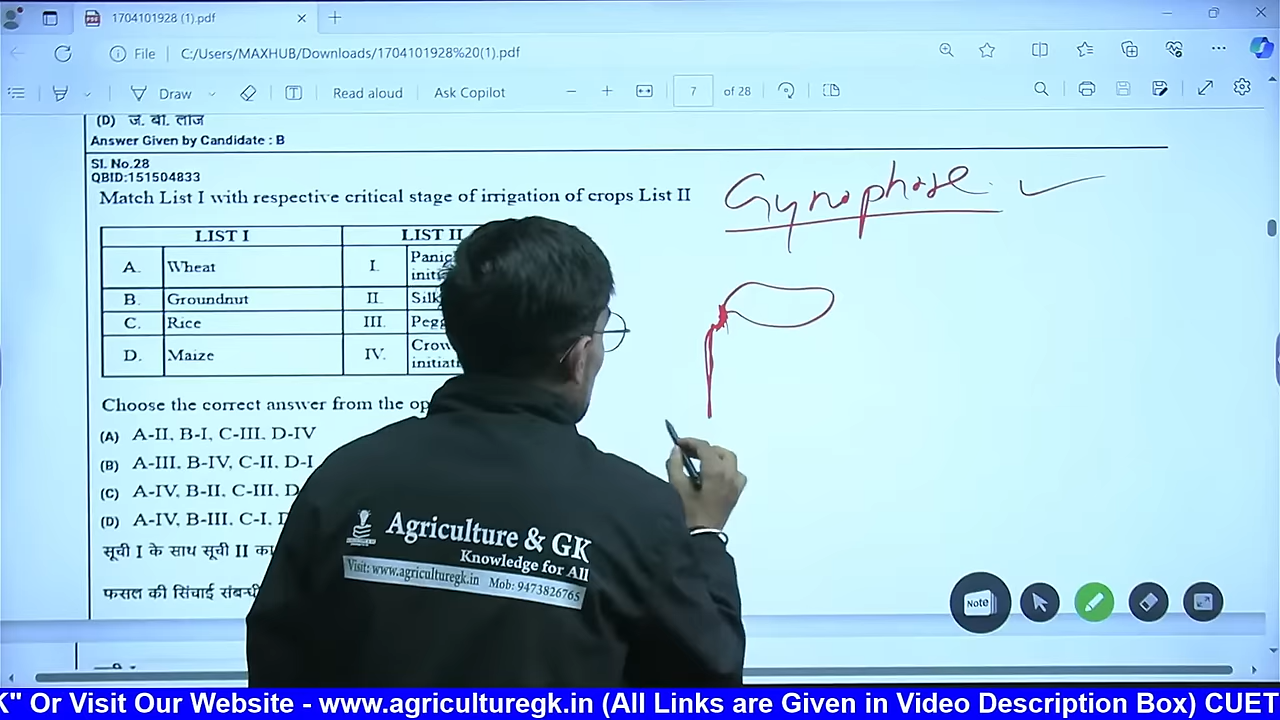 1704101928 (1).pdf
File C:/Users/MAXHUB/Downloads/1704101928%20(1).pdf
Draw Read aloud Ask Copilot 7 of 28
(D) जे. बी. लॉज
Answer Given by Candidate : B
Sl. No.28
QBID:151504833
Match List I with respective critical stage of irrigation of crops List II
Gynophase
LIST I LIST II
A. Wheat I.
B. Groundnut II. Silk
C. Rice III. Pegg
D. Maize IV. Crow
initiati
Choose the correct answer from the op
(A) A-II, B-I, C-III, D-IV
(B) A-III, B-IV, C-II, D-I
(C) A-IV, B-II, C-III, D
(D) A-IV, B-III, C-I, D
सूची I के साथ सूची II का
फसल की सिंचाई संबन्धी
Agriculture & GK
Knowledge for All
Visit: www.agriculturegk.in Mob: 9473826765
Note
K" Or Visit Our Website - www.agriculturegk.in (All Links are Given in Video Description Box) CUET